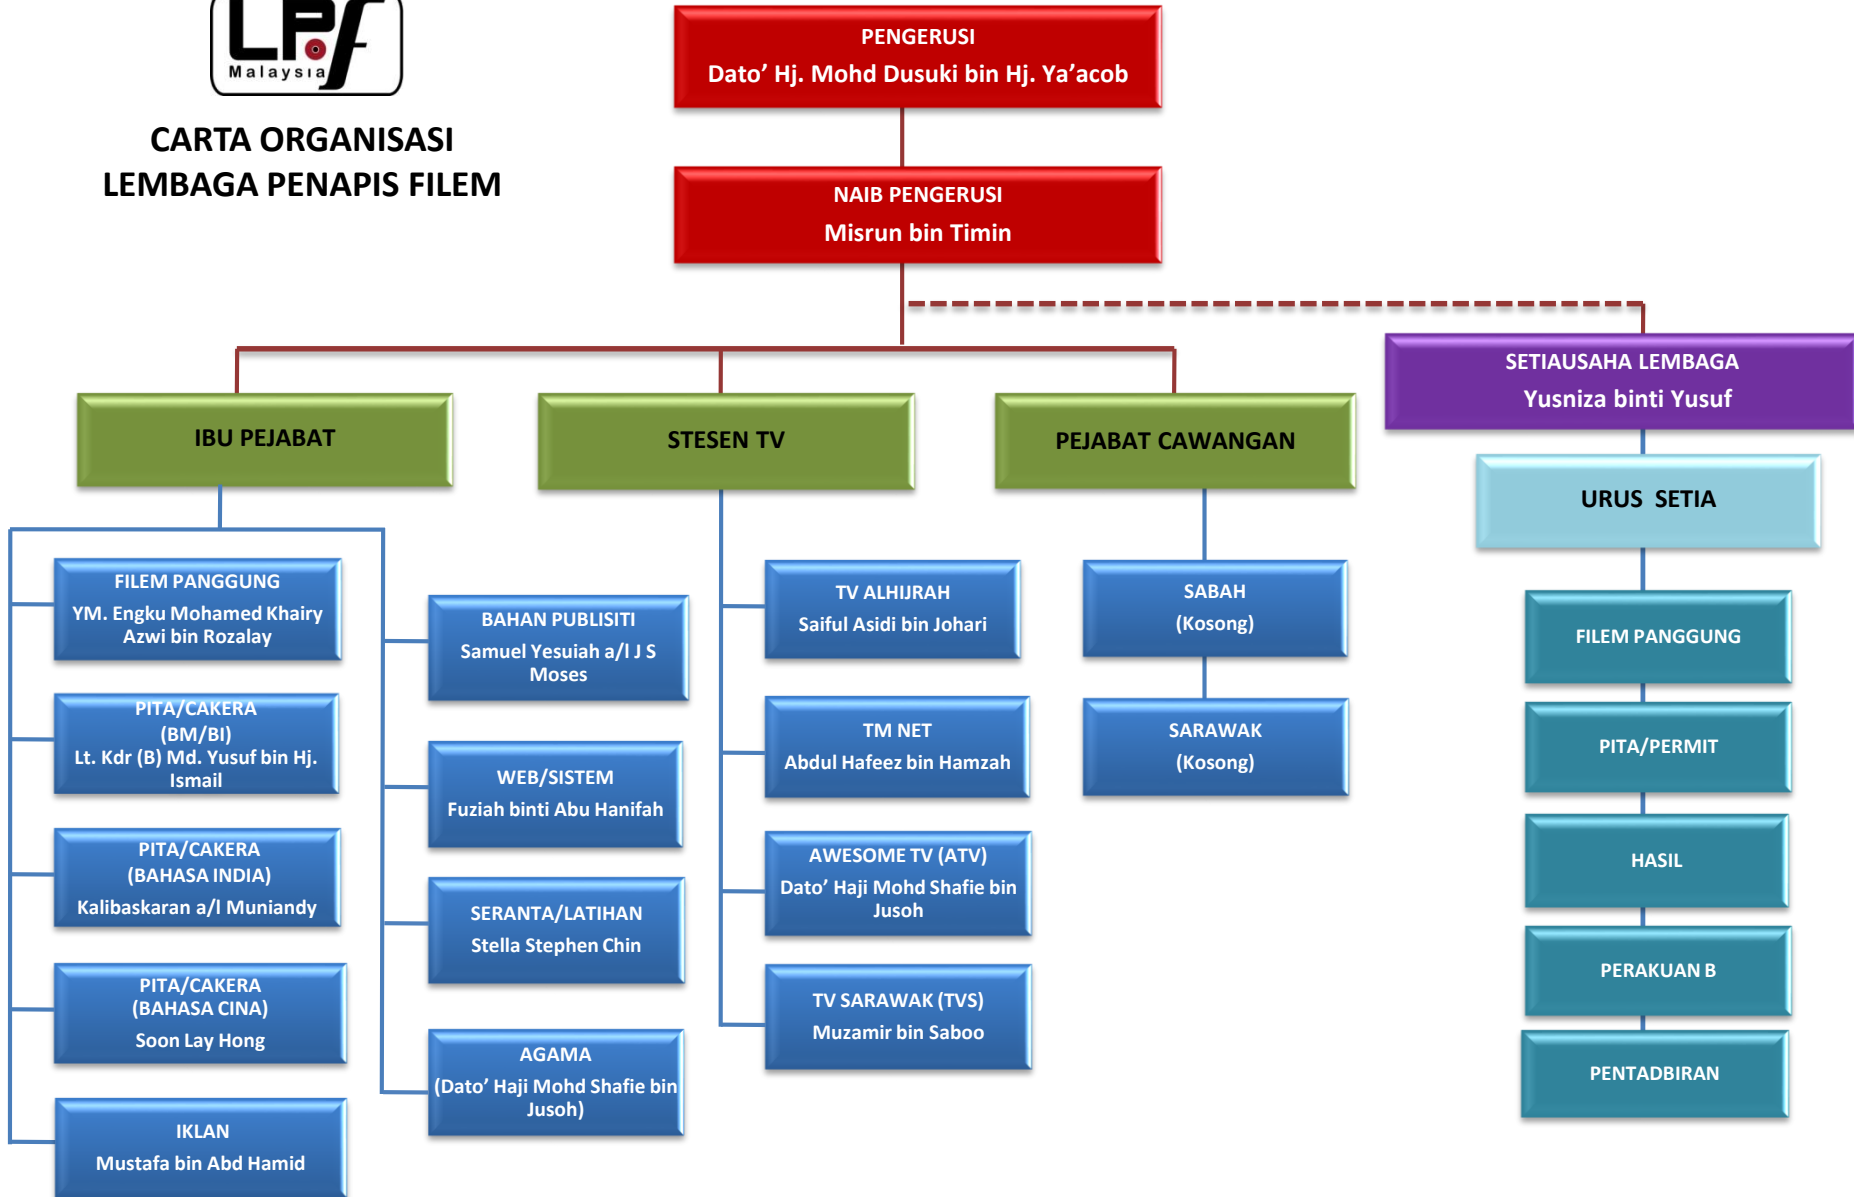 LPf
Malaysia
CARTA ORGANISASI
LEMBAGA PENAPIS FILEM
PENGERUSI
Dato' Hj. Mohd Dusuki bin Hj. Ya'acob
NAIB PENGERUSI
Misrun bin Timin
SETIAUSAHA LEMBAGA
Yusniza binti Yusuf
IBU PEJABAT
STESEN TV
PEJABAT CAWANGAN
URUS SETIA
FILEM PANGGUNG
YM. Engku Mohamed Khairy
Azwi bin Rozalay
PITA/CAKERA
(BM/BI)
Lt. Kdr (B) Md. Yusuf bin Hj.
Ismail
PITA/CAKERA
(BAHASA INDIA)
Kalibaskaran a/l Muniandy
PITA/CAKERA
(BAHASA CINA)
Soon Lay Hong
IKLAN
Mustafa bin Abd Hamid
BAHAN PUBLISITI
Samuel Yesuiah a/l J S
Moses
WEB/SISTEM
Fuziah binti Abu Hanifah
SERANTA/LATIHAN
Stella Stephen Chin
AGAMA
(Dato' Haji Mohd Shafie bin
Jusoh)
TV ALHIJRAH
Saiful Asidi bin Johari
TM NET
Abdul Hafeez bin Hamzah
AWESOME TV (ATV)
Dato' Haji Mohd Shafie bin
Jusoh
TV SARAWAK (TVS)
Muzamir bin Saboo
SABAH
(Kosong)
SARAWAK
(Kosong)
FILEM PANGGUNG
PITA/PERMIT
HASIL
PERAKUAN B
PENTADBIRAN